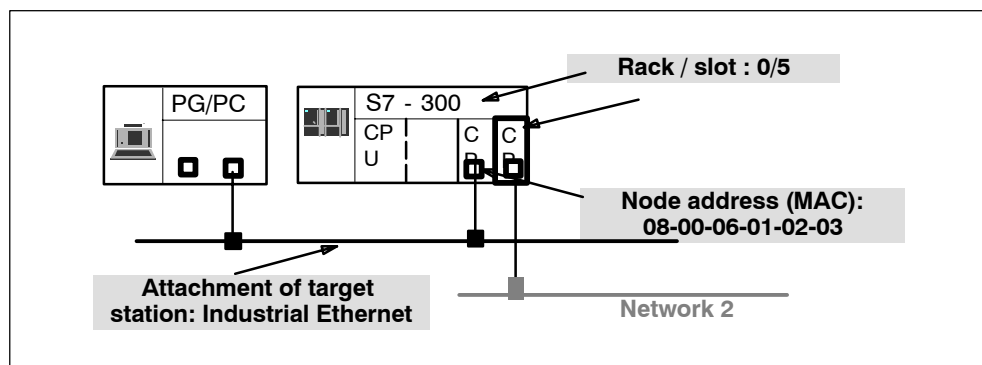 Rack / slot : 0/5
PG/PC
S7 - 300
CP
U
C
P
C
P
Node address (MAC):
08-00-06-01-02-03
Attachment of target
station: Industrial Ethernet
Network 2